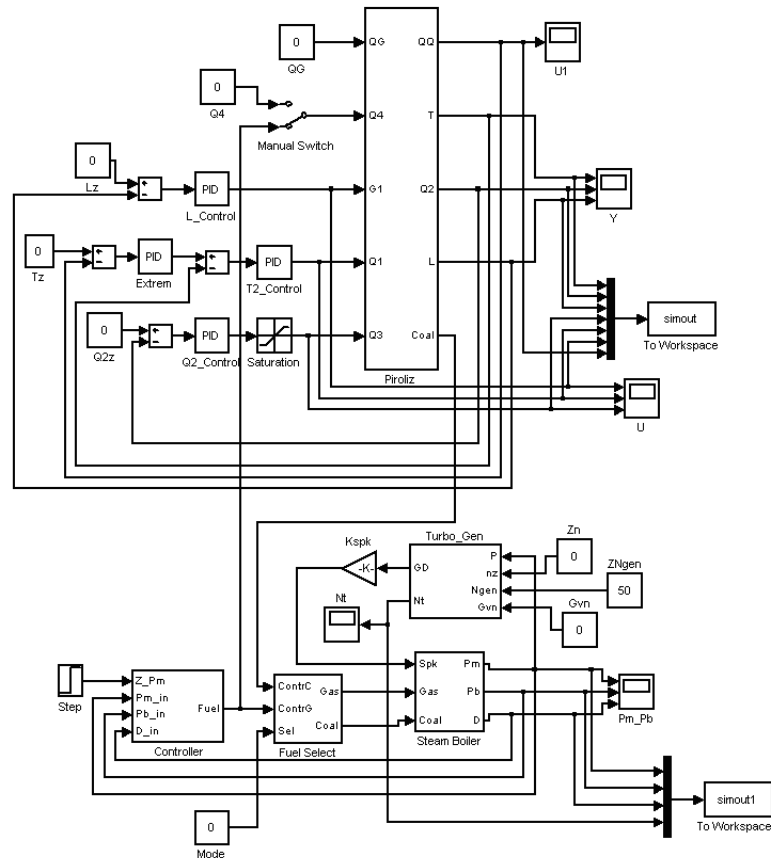 0
QG
QG
QQ
U1
0
Q4
Manual Switch
Q4
T
0
Lz
PID
L_Control
G1
Q2
Y
0
Tz
PID
Extrem
PID
T2_Control
Q1
L
0
Q2z
PID
Q2_Control
Saturation
Q3
Coal
Piroliz
simout
To Workspace
U
Kspk
-K-
Turbo_Gen
GD
Nt
P
nz
Ngen
Gvn
Zn
0
ZNgen
50
Gvn
0
Nt
Step
Z_Pm
Pm_in
Pb_in
D_in
Fuel
Controller
ContrC
ContrG
Sel
Gas
Coal
Fuel Select
Spk
Gas
Coal
Pm
Pb
D
Steam Boiler
Pm_Pb
0
Mode
simout1
To Workspace